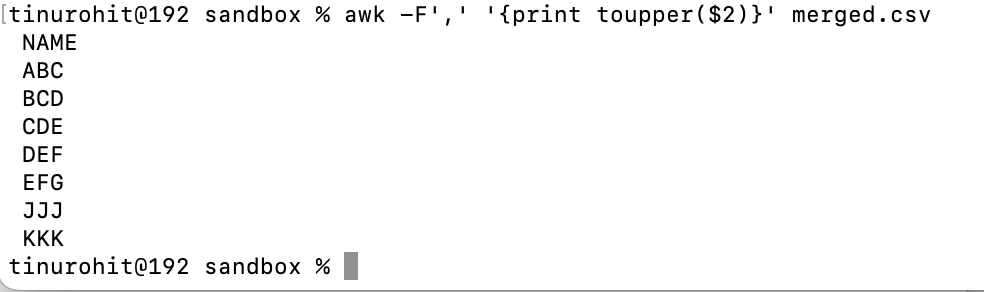 [tinurohit@192 sandbox % awk -F',' '{print toupper($2)}' merged.csv
 NAME
 ABC
 BCD
 CDE
 DEF
 EFG
 JJJ
 KKK
tinurohit@192 sandbox %